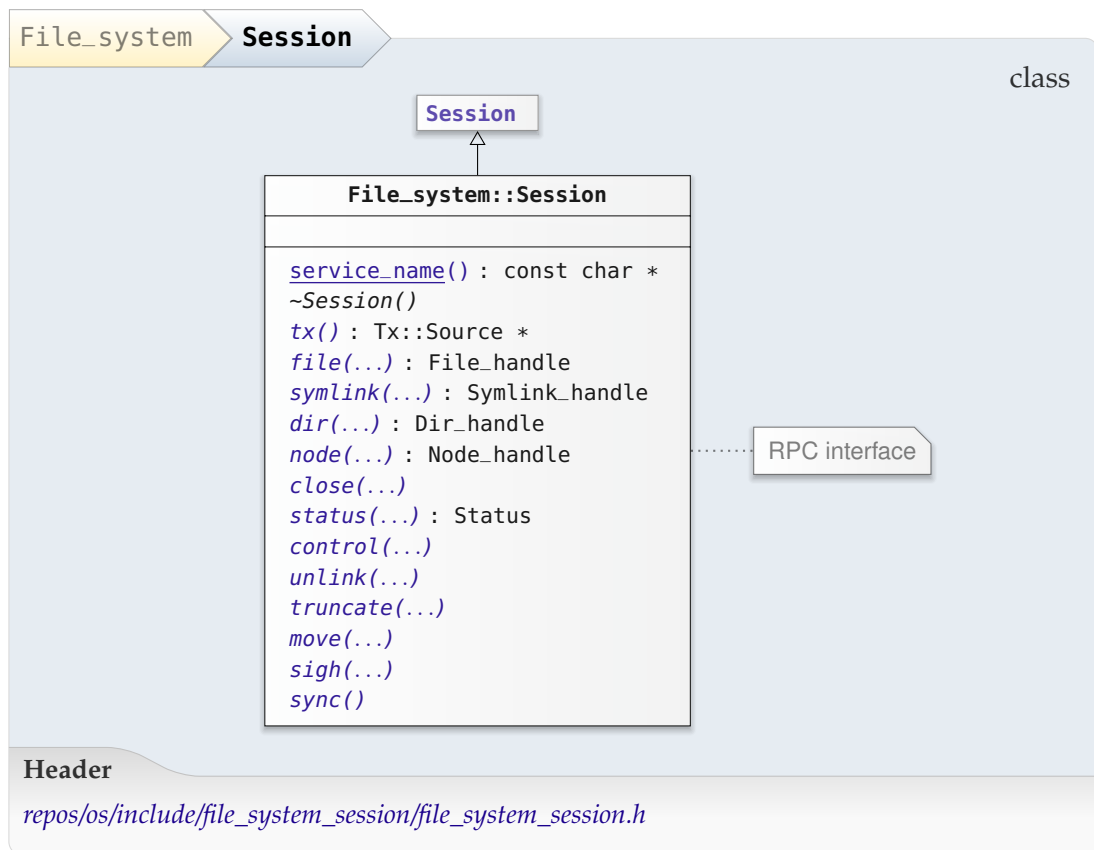 File_system Session
class
Session
File_system::Session
service_name() : const char *
~Session()
tx() : Tx::Source *
file(...) : File_handle
symlink(...) : Symlink_handle
dir(...) : Dir_handle
node(...) : Node_handle
RPC interface
close(...)
status(...) : Status
control(...)
unlink(...)
truncate(...)
move(...)
sigh(...)
sync()
Header
repos/os/include/file_system_session/file_system_session.h